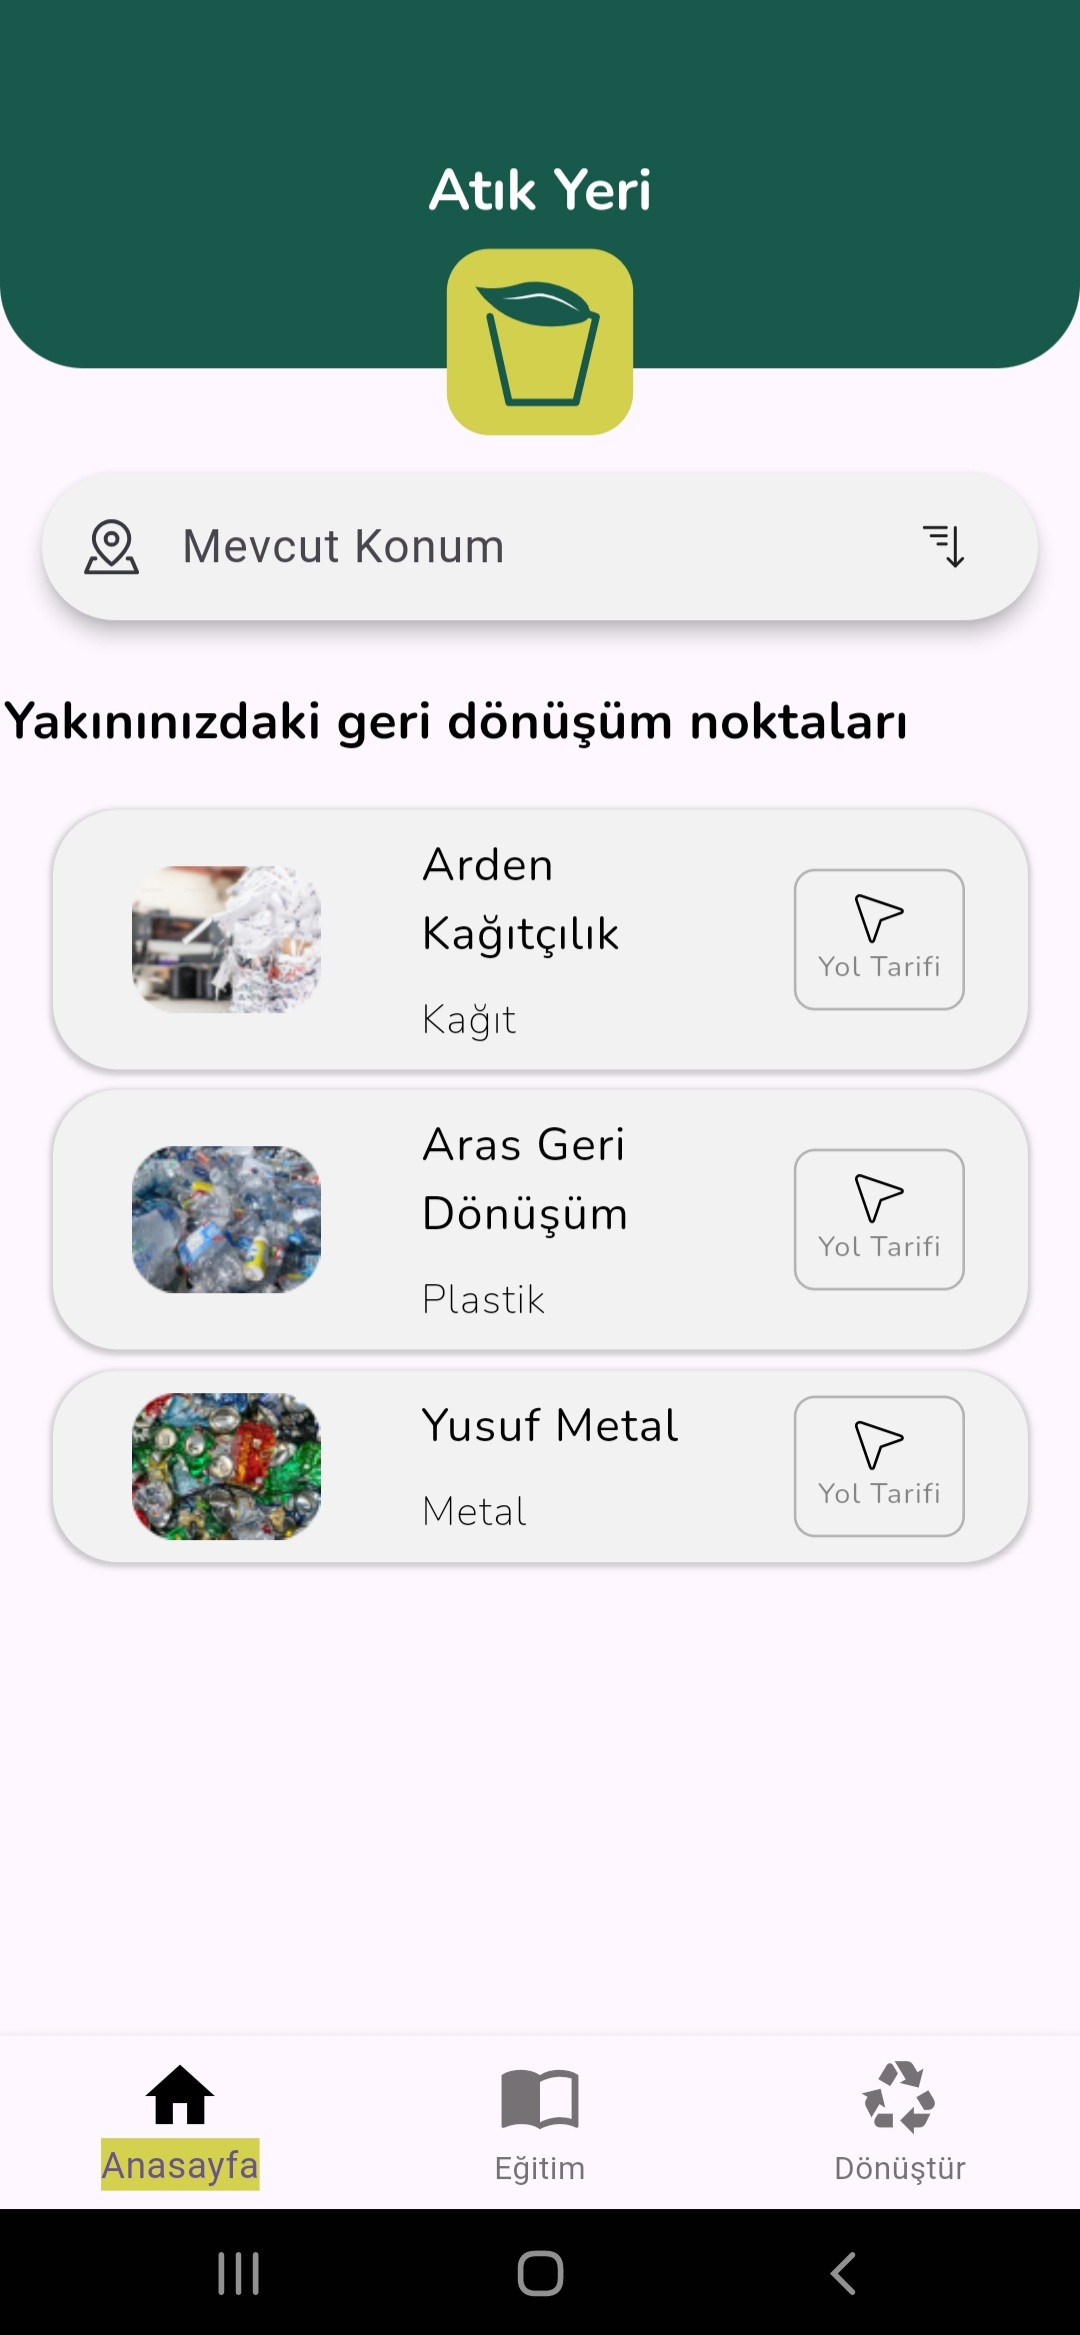 Atık Yeri
Mevcut Konum
Yakınınızdaki geri dönüşüm noktaları
Arden
Kağıtçılık
Kağıt
Yol Tarifi
Aras Geri
Dönüşüm
Plastik
Yol Tarifi
Yusuf Metal
Metal
Yol Tarifi
Anasayfa
Eğitim
Dönüştür